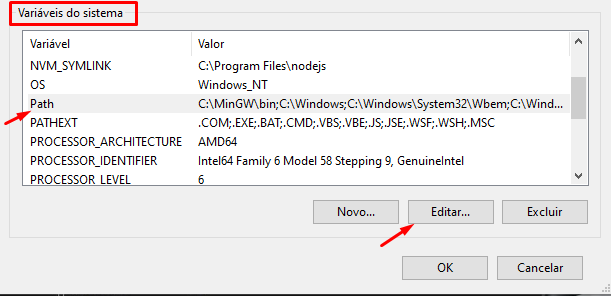 Variáveis do sistema
Variável Valor
NVM_SYMLINK C:\Program Files\nodejs
OS Windows_NT
Path C:\MinGW\bin;C:\Windows;C:\Windows\System32\Wbem;C:\Wind...
PATHEXT .COM;.EXE;.BAT;.CMD;.VBS;.VBE;.JS;.JSE;.WSF;.WSH;.MSC
PROCESSOR_ARCHITECTURE AMD64
PROCESSOR_IDENTIFIER Intel64 Family 6 Model 58 Stepping 9, GenuineIntel
PROCESSOR_LEVEL 6
Novo... Editar... Excluir
OK Cancelar